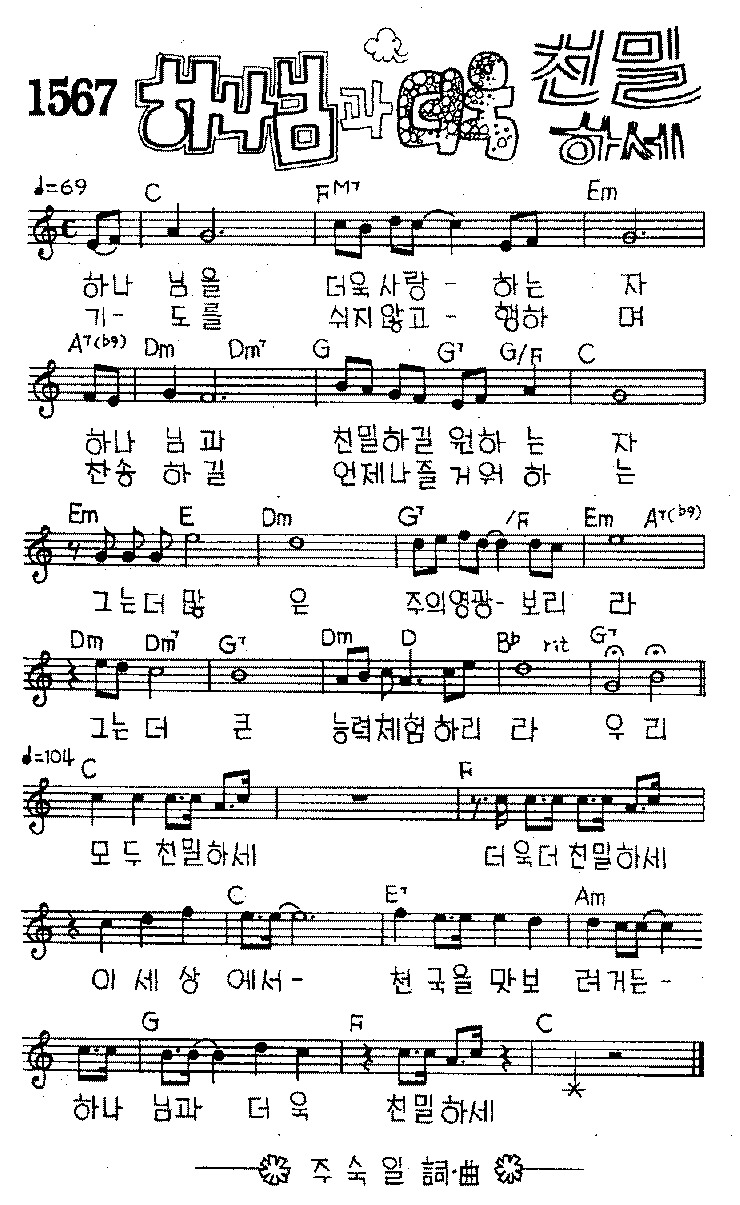 1567 하나님과 더욱 천밀
하세
♩=69 C FM7 Em
하나 님을 더욱사랑 - 하는 자
기- 도를 쉬지않고 - 행하 며
A7(b9) Dm Dm7 G G7 G/F C
하나 님과 친밀하길 원하 는 자
찬송 하길 언제나즐거워 하 는
Em E Dm G7 /F Em A7(b9)
그는더 많 은 주의영광- 보리 라
Dm Dm7 G7 Dm D Bb rit G7
그는 더 큰 능력체험하리 라 우 리
♩=104 C F
모 두 친밀하세 더욱더 친밀하세
C E7 Am
이 세 상 에서- 천 국을 맛보 려거든-
G F C
하나 님과 더 욱 친밀하세
주 숙 일 詞·曲